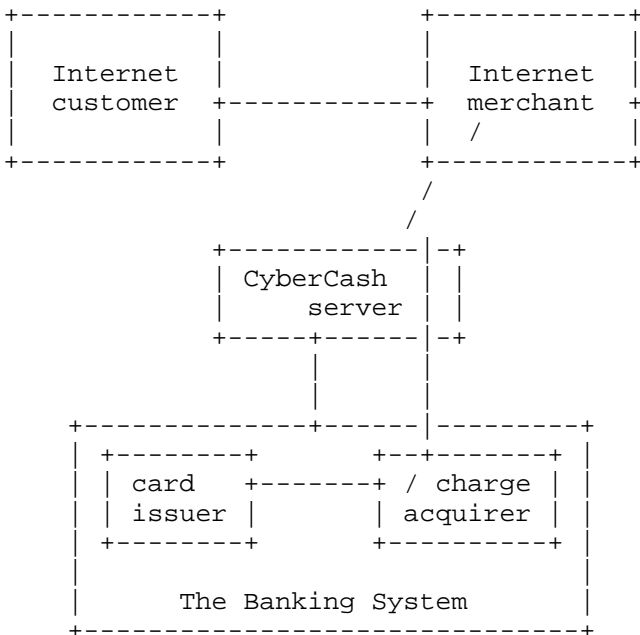 Internet Internet
customer merchant
CyberCash
server
card charge
issuer acquirer
The Banking System